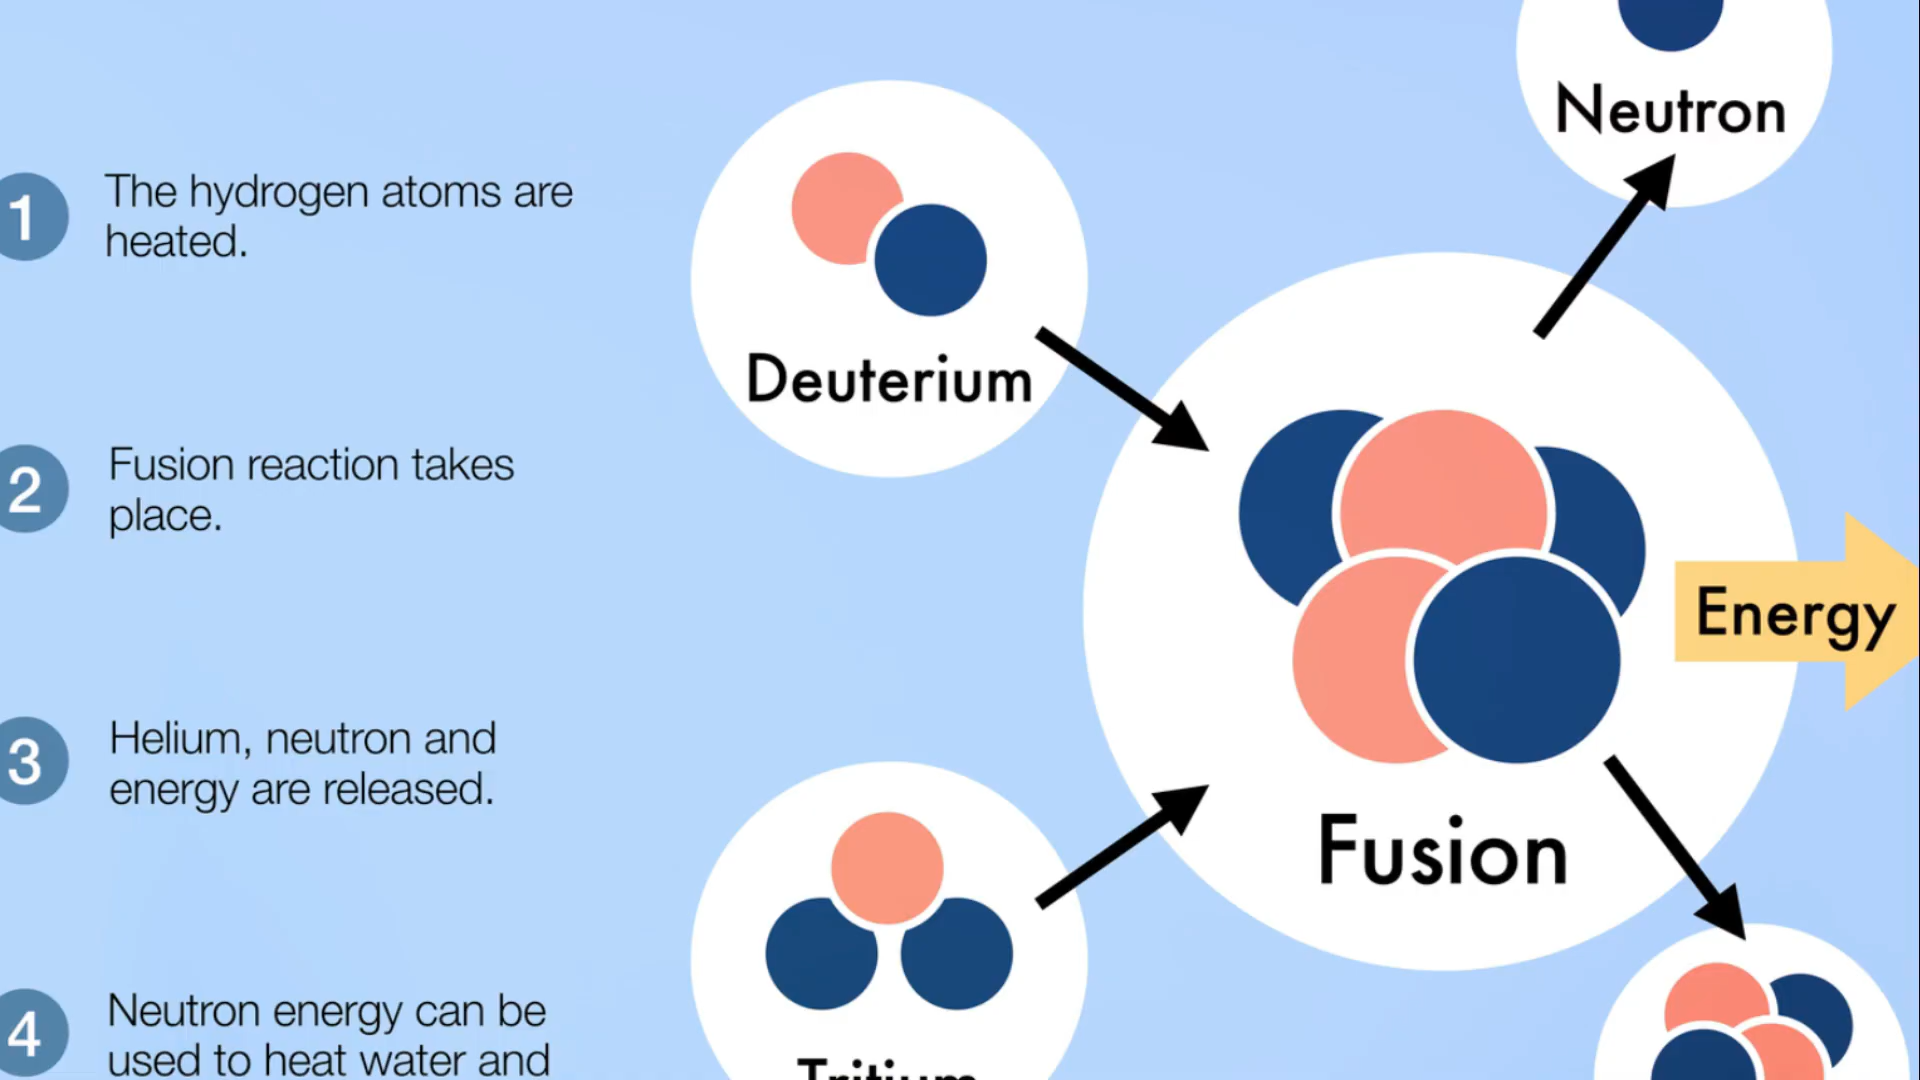 1
The hydrogen atoms are
heated.
2
Fusion reaction takes
place.
3
Helium, neutron and
energy are released.
4
Neutron energy can be
used to heat water and
Neutron
Deuterium
Energy
Fusion
Tritium